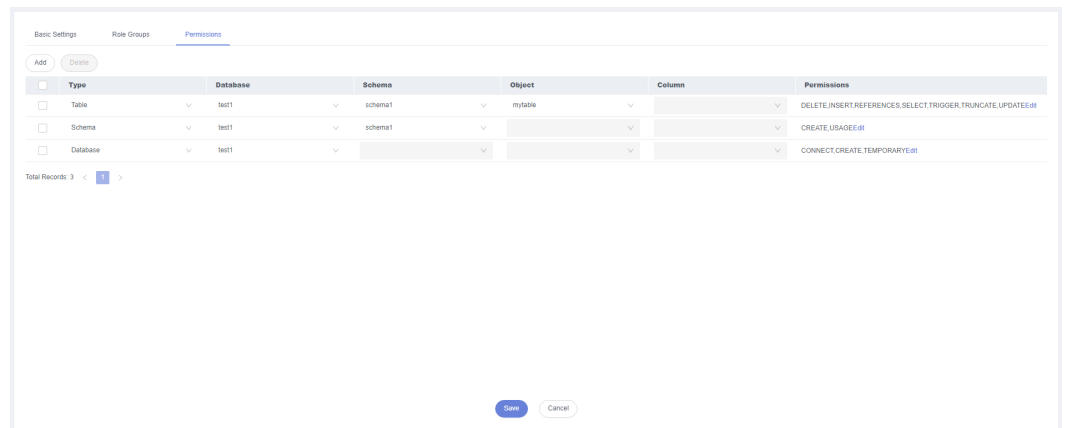 Basic Settings Role Groups Permissions
Add Delete
Type Database Schema Object Column Permissions
Table test1 schema1 mytable DELETE,INSERT,REFERENCES,SELECT,TRIGGER,TRUNCATE,UPDATEEdit
Schema test1 schema1 CREATE,USAGEEdit
Database test1 CONNECT,CREATE,TEMPORARYEdit
Total Records: 3 < 1 >
Save Cancel